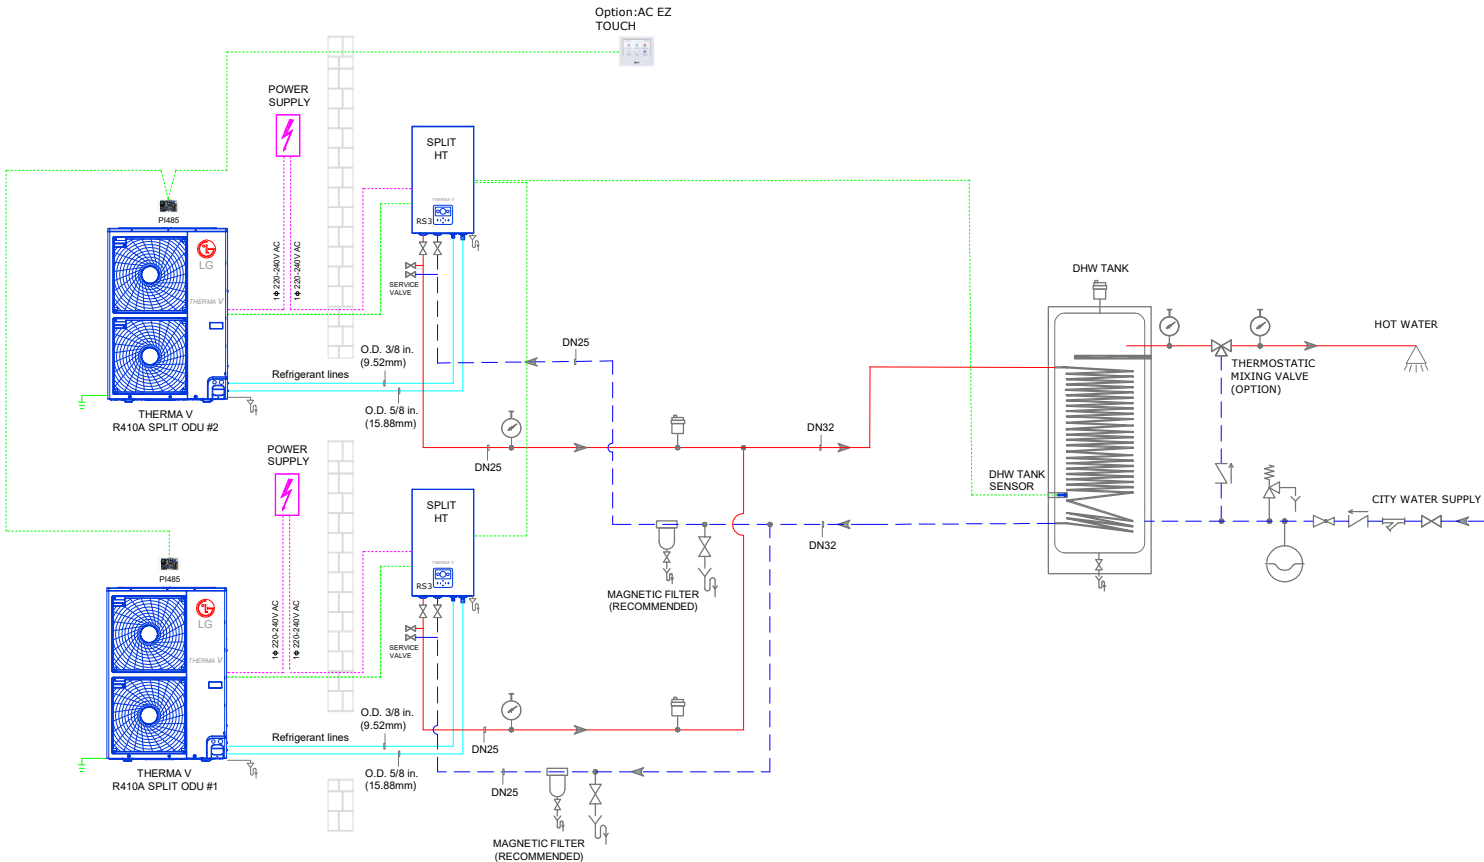 Option:AC EZ
TOUCH
POWER
SUPPLY
SPLIT
HT
THERMA V
RS3
PI485
LG
THERMA V
1Φ 220-240V AC
1Φ 220-240V AC
SERVICE
VALVE
DHW TANK
HOT WATER
THERMOSTATIC
MIXING VALVE
(OPTION)
DN25
O.D. 3/8 in.
(9.52mm)
Refrigerant lines
O.D. 5/8 in.
(15.88mm)
THERMA V
R410A SPLIT ODU #2
DN25
DN32
POWER
SUPPLY
DHW TANK
SENSOR
CITY WATER SUPPLY
SPLIT
HT
THERMA V
RS3
DN32
PI485
LG
THERMA V
1Φ 220-240V AC
1Φ 220-240V AC
SERVICE
VALVE
MAGNETIC FILTER
(RECOMMENDED)
O.D. 3/8 in.
(9.52mm)
Refrigerant lines
DN25
O.D. 5/8 in.
(15.88mm)
THERMA V
R410A SPLIT ODU #1
DN25
MAGNETIC FILTER
(RECOMMENDED)